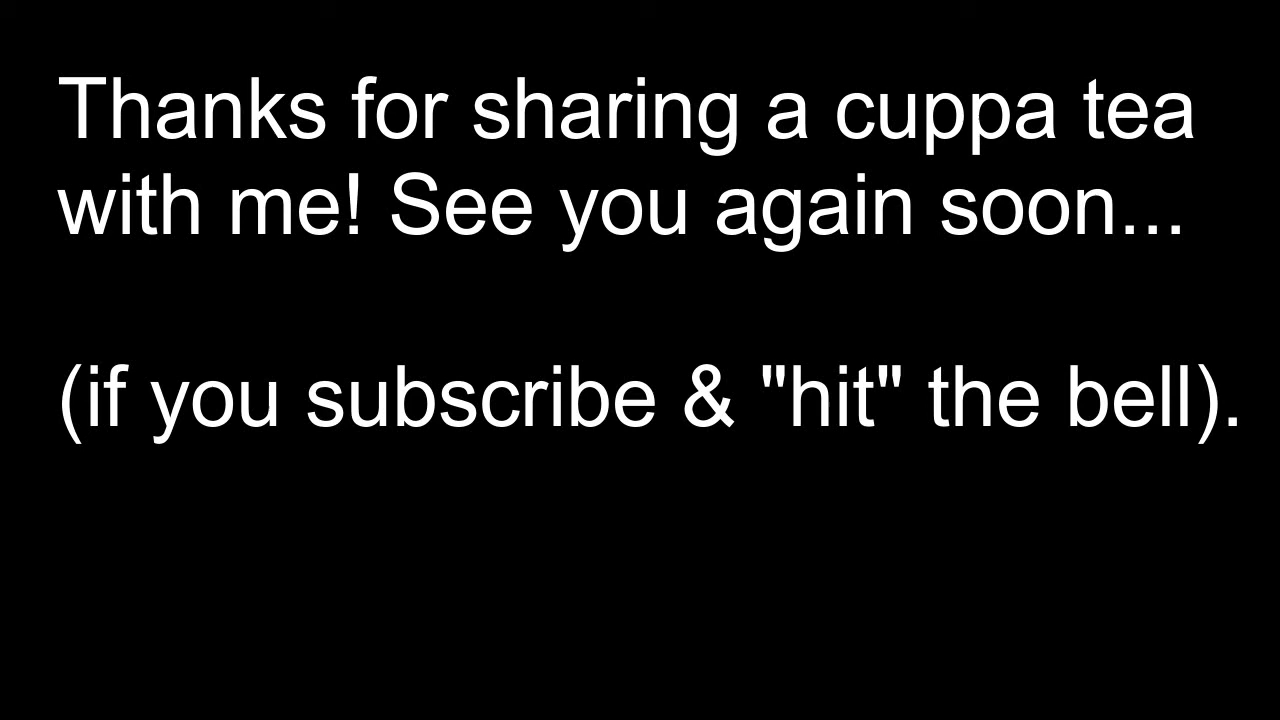 Thanks for sharing a cuppa tea
with me! See you again soon...
(if you subscribe & "hit" the bell).